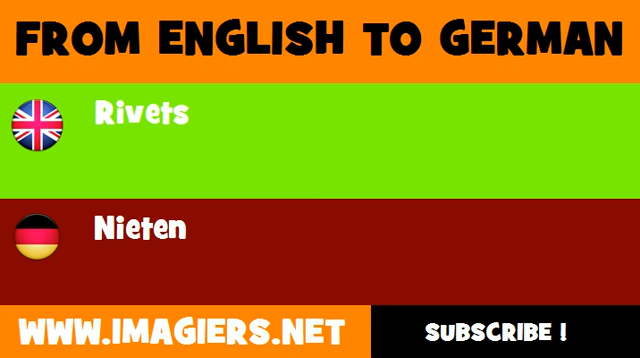 FROM ENGLISH TO GERMAN
Rivets
Nieten
WWW.IMAGIERS.NET
SUBSCRIBE !